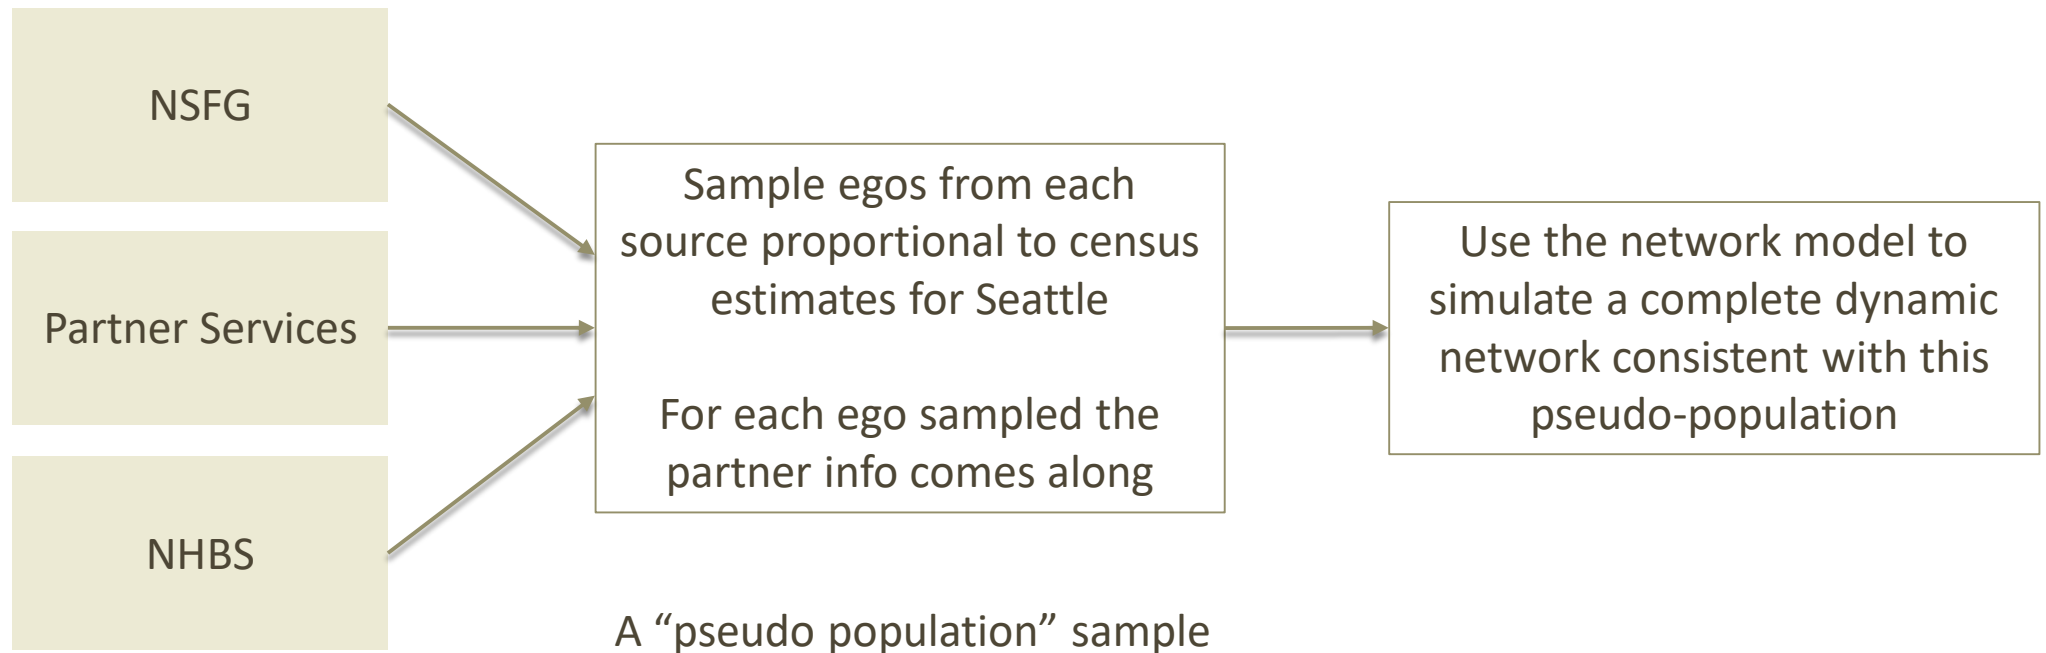 NSFG
Partner Services
NHBS
Sample egos from each
source proportional to census
estimates for Seattle
For each ego sampled the
partner info comes along
A “pseudo population” sample
Use the network model to
simulate a complete dynamic
network consistent with this
pseudo-population